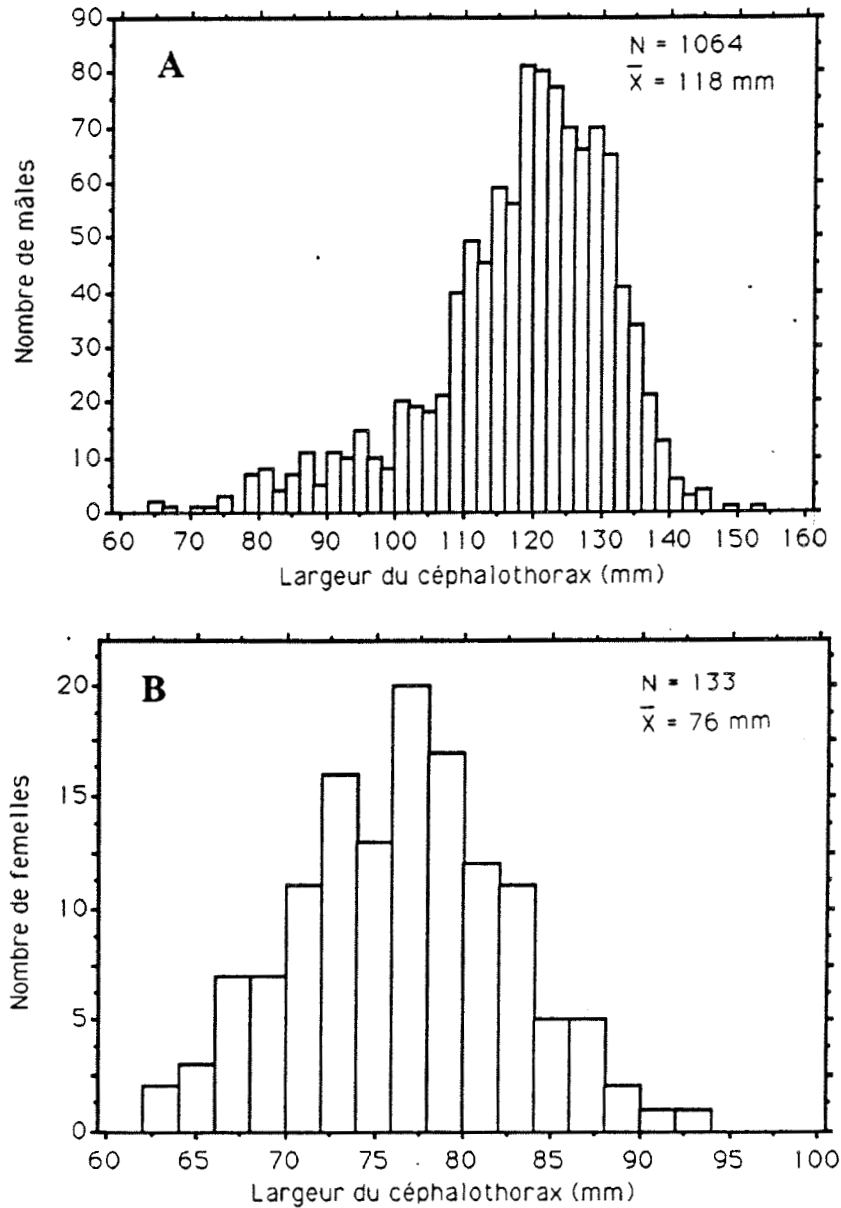 90
80
70
60
50
40
30
20
10
0
A
N = 1064
X̄ = 118 mm
Nombre de mâles
60 70 80 90 100 110 120 130 140 150 160
Largeur du céphalothorax (mm)
20
15
10
5
0
B
N = 133
X̄ = 76 mm
Nombre de femelles
60 65 70 75 80 85 90 95 100
Largeur du céphalothorax (mm)